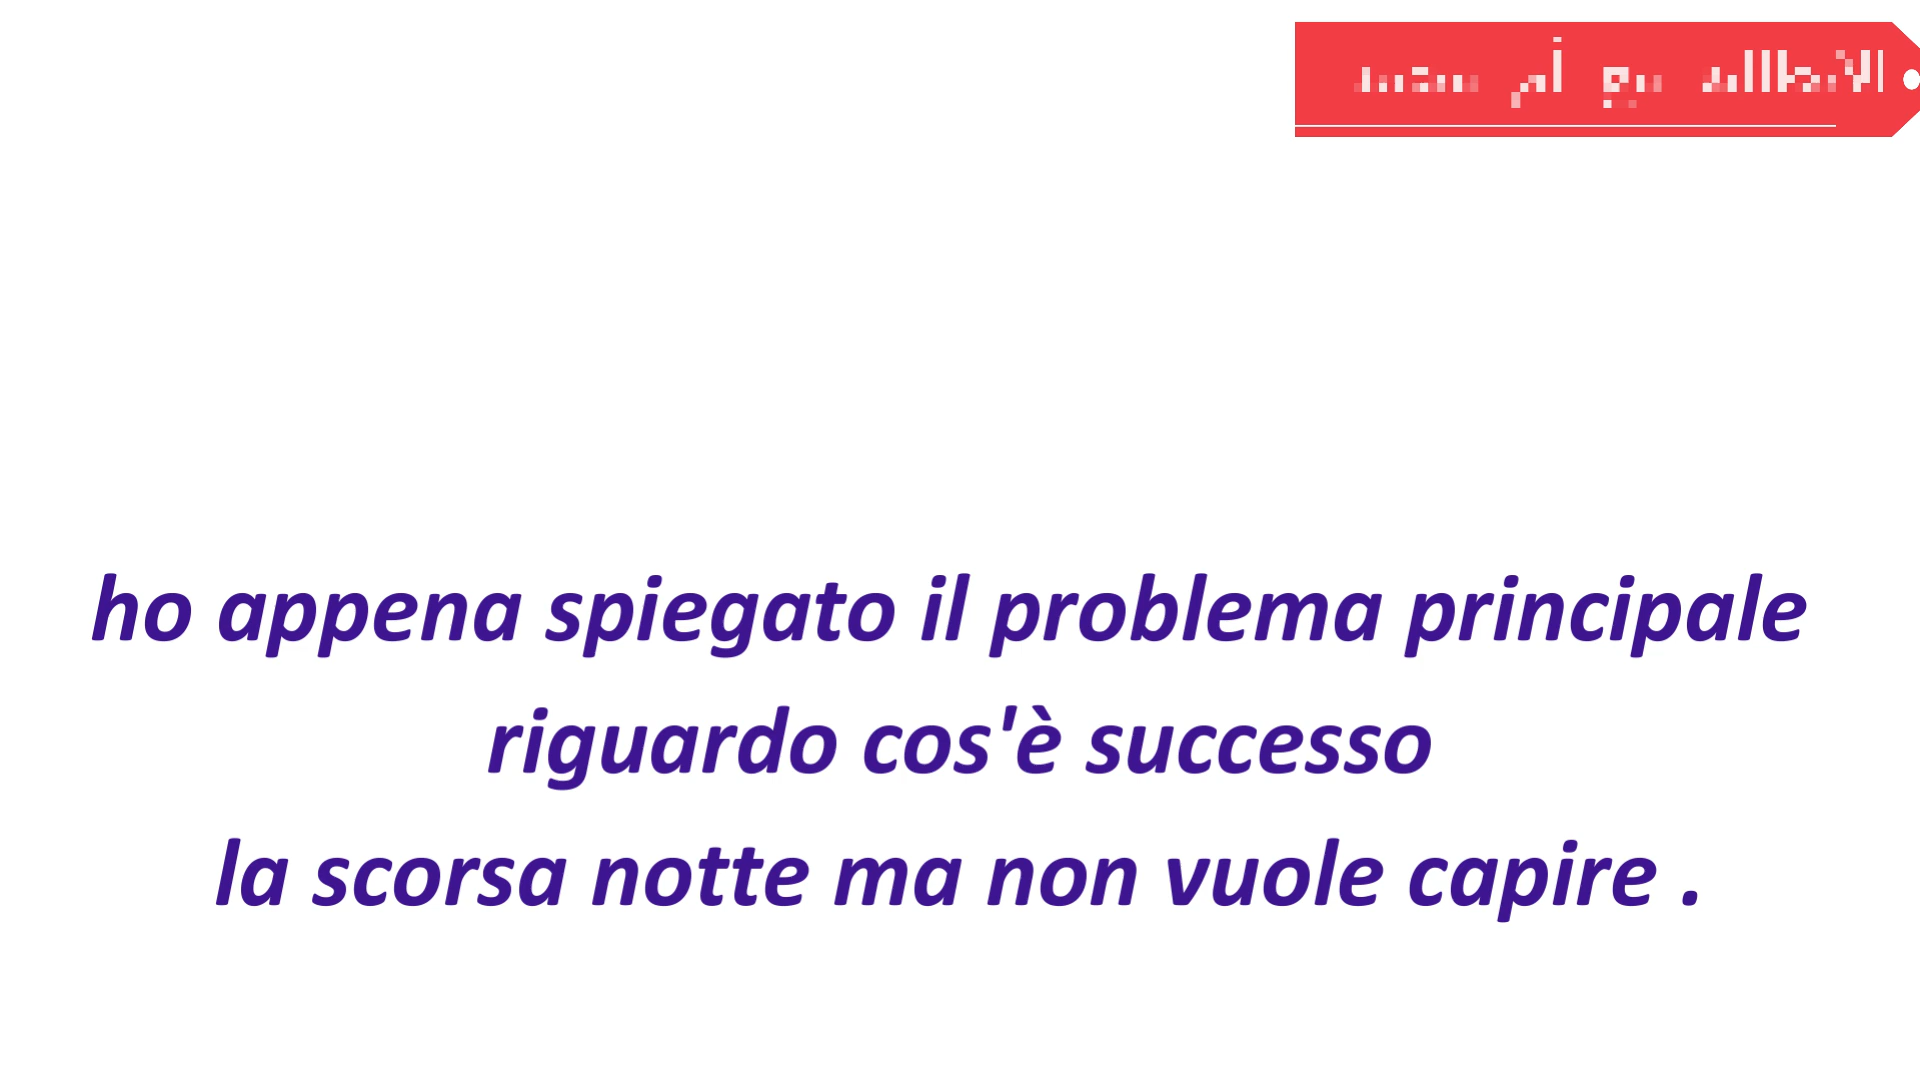 ho appena spiegato il problema principale
riguardo cos'è successo
la scorsa notte ma non vuole capire .